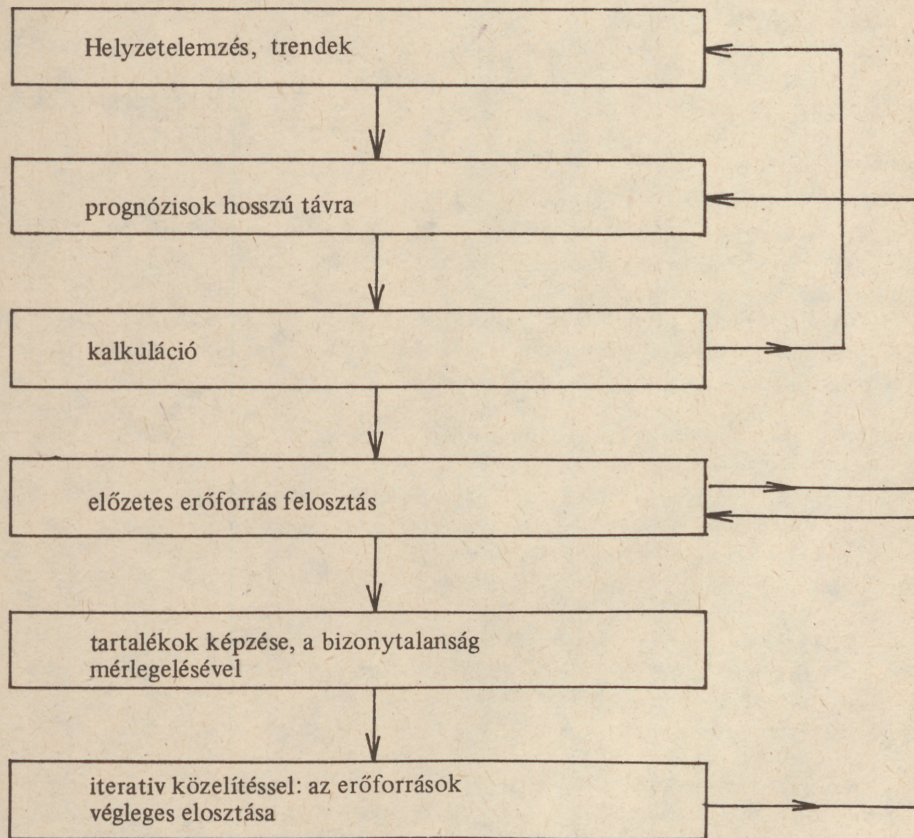 Helyzetelemzés, trendek
prognózisok hosszú távra
kalkuláció
előzetes erőforrás felosztás
tartalékok képzése, a bizonytalanság
mérlegelésével
iterativ közelítéssel: az erőforrások
végleges elosztása